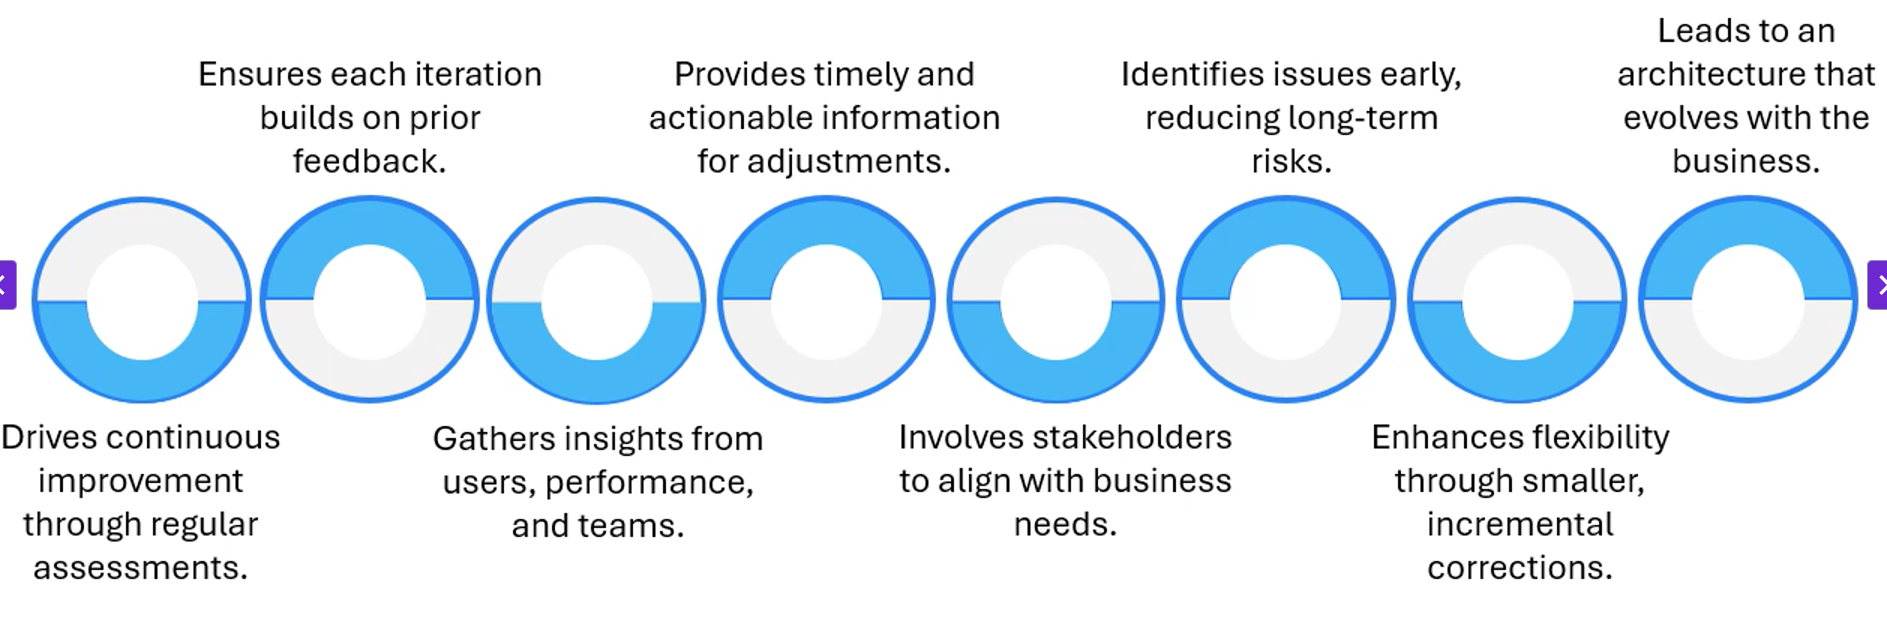 Drives continuous
improvement
through regular
assessments.
Ensures each iteration
builds on prior
feedback.
Gathers insights from
users, performance,
and teams.
Provides timely and
actionable information
for adjustments.
Involves stakeholders
to align with business
needs.
Identifies issues early,
reducing long-term
risks.
Enhances flexibility
through smaller,
incremental
corrections.
Leads to an
architecture that
evolves with the
business.